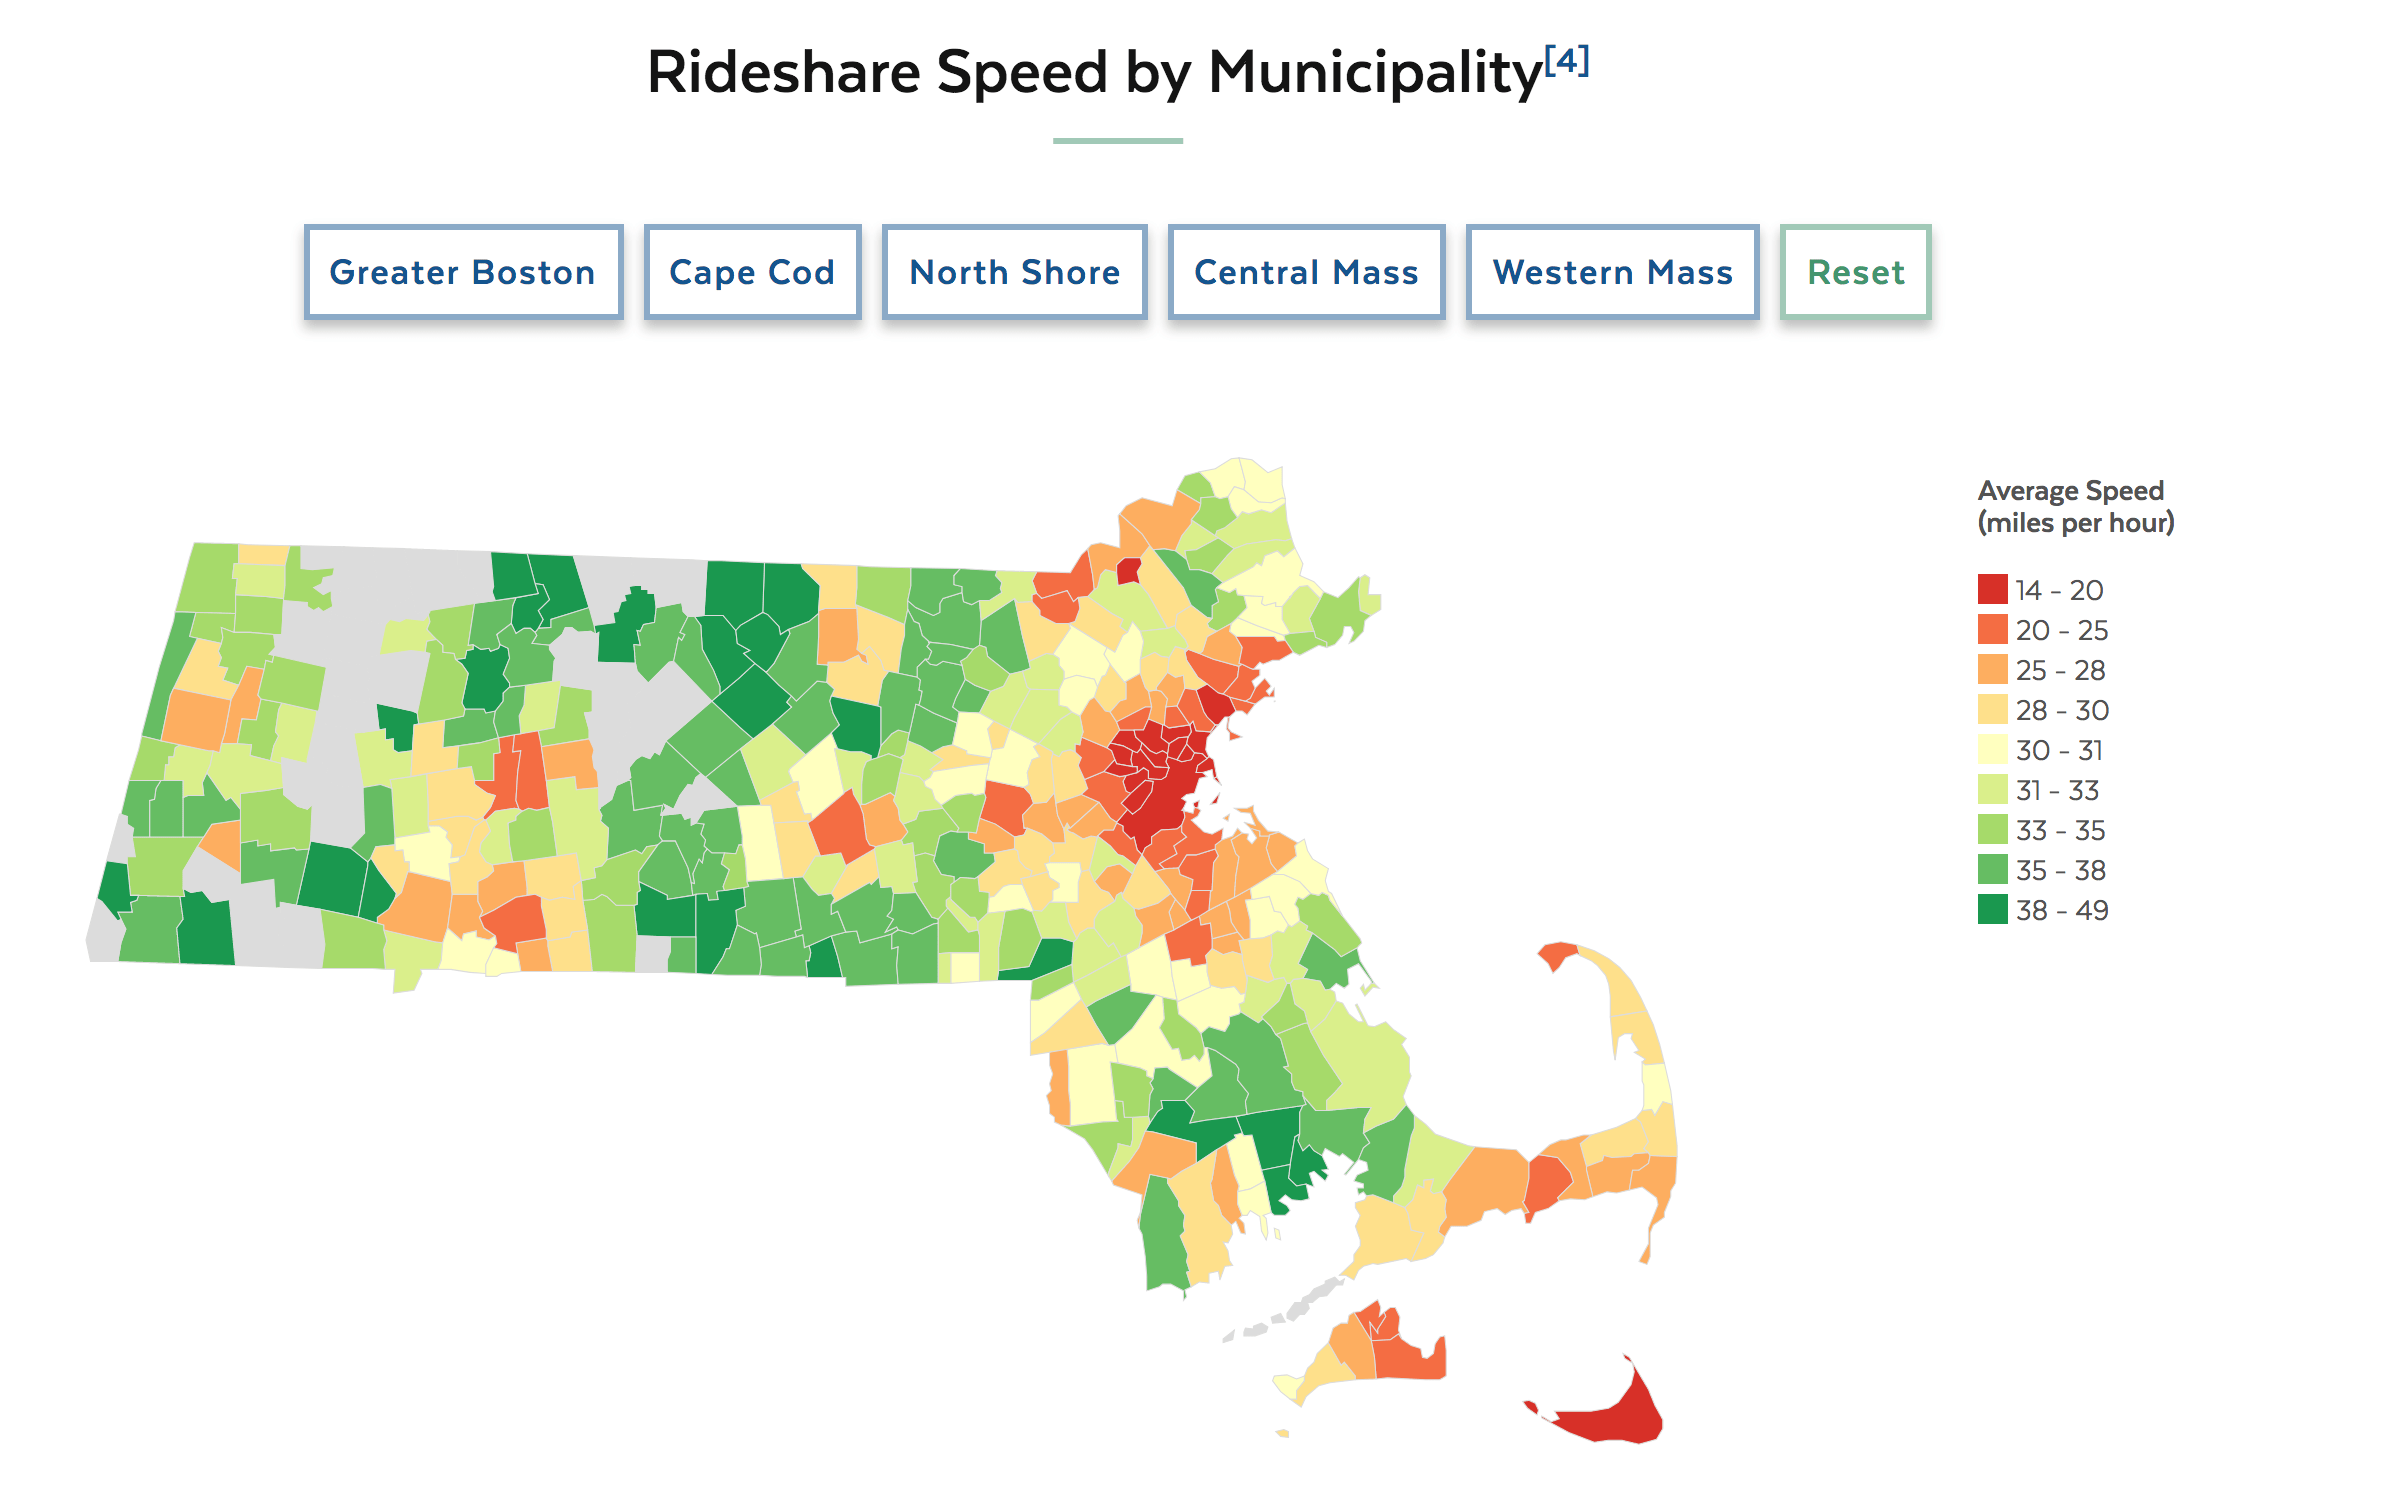 Rideshare Speed by Municipality[4]
Greater Boston
Cape Cod
North Shore
Central Mass
Western Mass
Reset
Average Speed
(miles per hour)
14 - 20
20 - 25
25 - 28
28 - 30
30 - 31
31 - 33
33 - 35
35 - 38
38 - 49